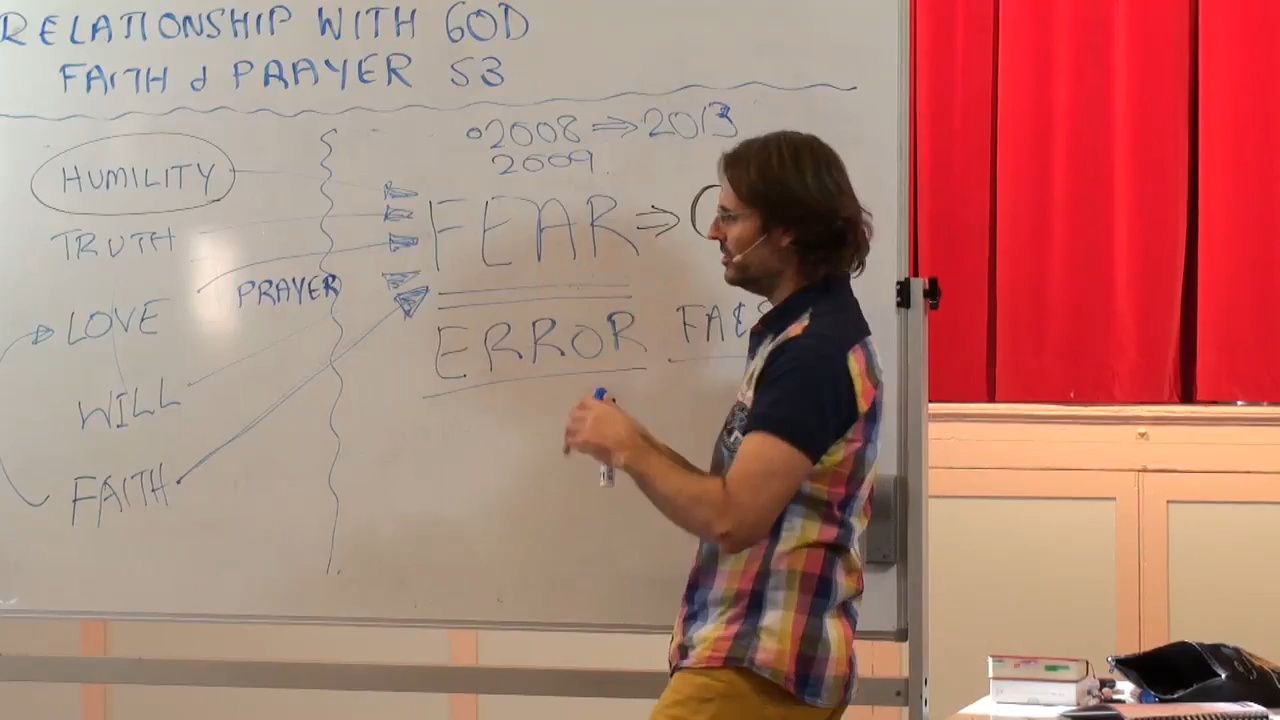 RELATIONSHIP WITH GOD
FAITH & PRAYER S3
•2008 ⇒ 2013
2009.
HUMILITY
TRUTH
FEAR ⇒
PRAYER
LOVE
ERROR
WILL
FAITH